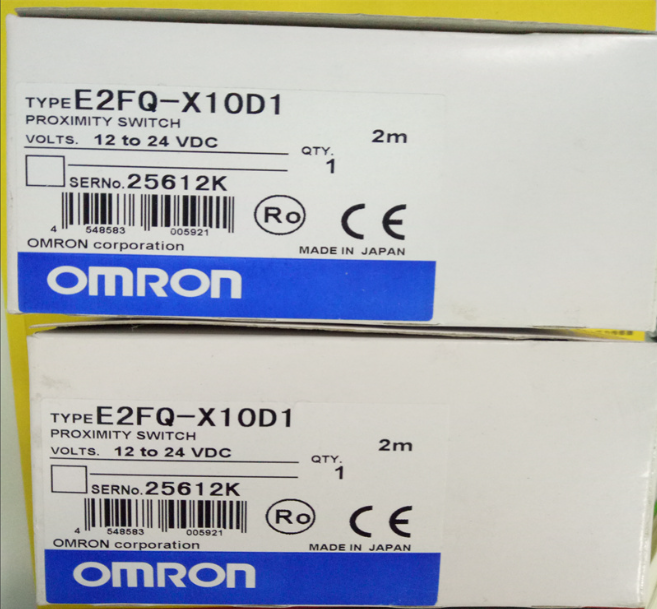 TYPE E2FQ-X10D1
PROXIMITY SWITCH
VOLTS. 12 to 24 VDC
2m
QTY.
1
SERNo. 25612K
4 548583 005921
Ro CE
OMRON corporation
MADE IN JAPAN
OMRON
TYPE E2FQ-X10D1
PROXIMITY SWITCH
VOLTS. 12 to 24 VDC
2m
QTY.
1
SERNo. 25612K
4 548583 005921
Ro CE
OMRON corporation
MADE IN JAPAN
OMRON